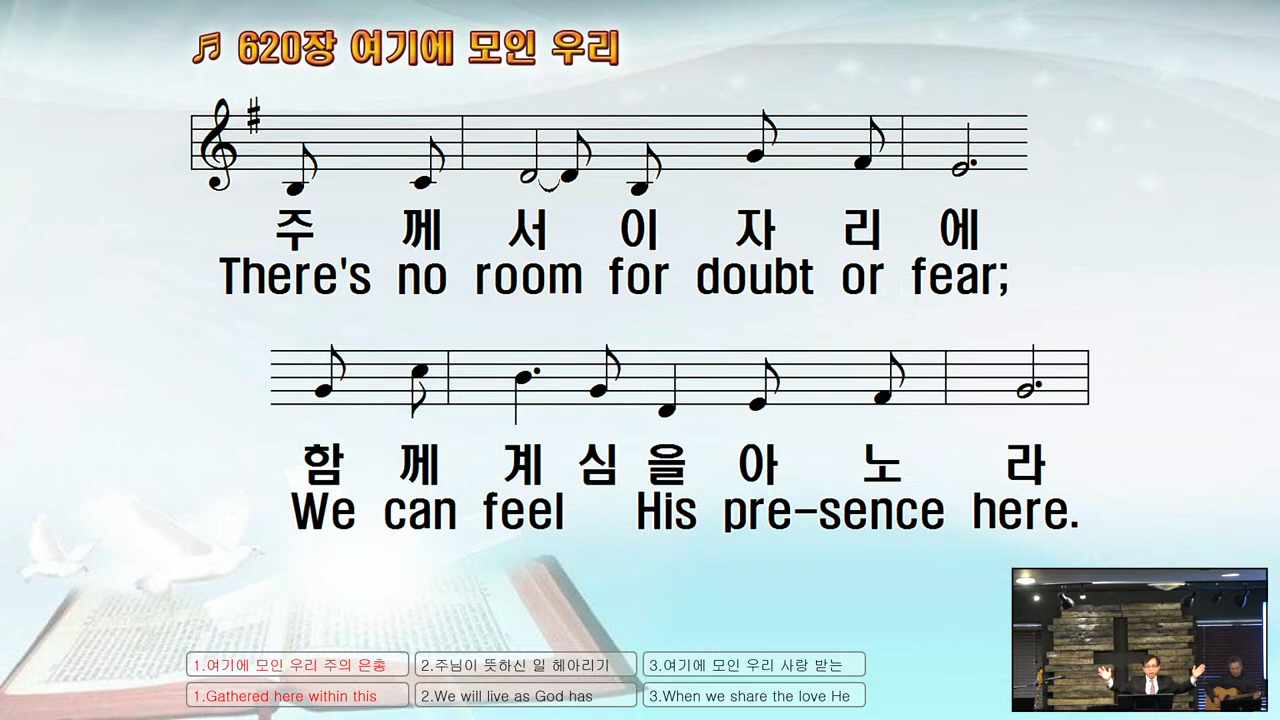 620장 여기에 모인 우리
주 께 서 이 자 리 에
There's no room for doubt or fear;
함 께 계 심 을 아 노 라
We can feel His pre-sence here.
1.여기에 모인 우리 주의 은총 2.주님이 뜻하신 일 헤아리기 3.여기에 모인 우리 사랑 받는
1.Gathered here within this 2.We will live as God has 3.When we share the love He